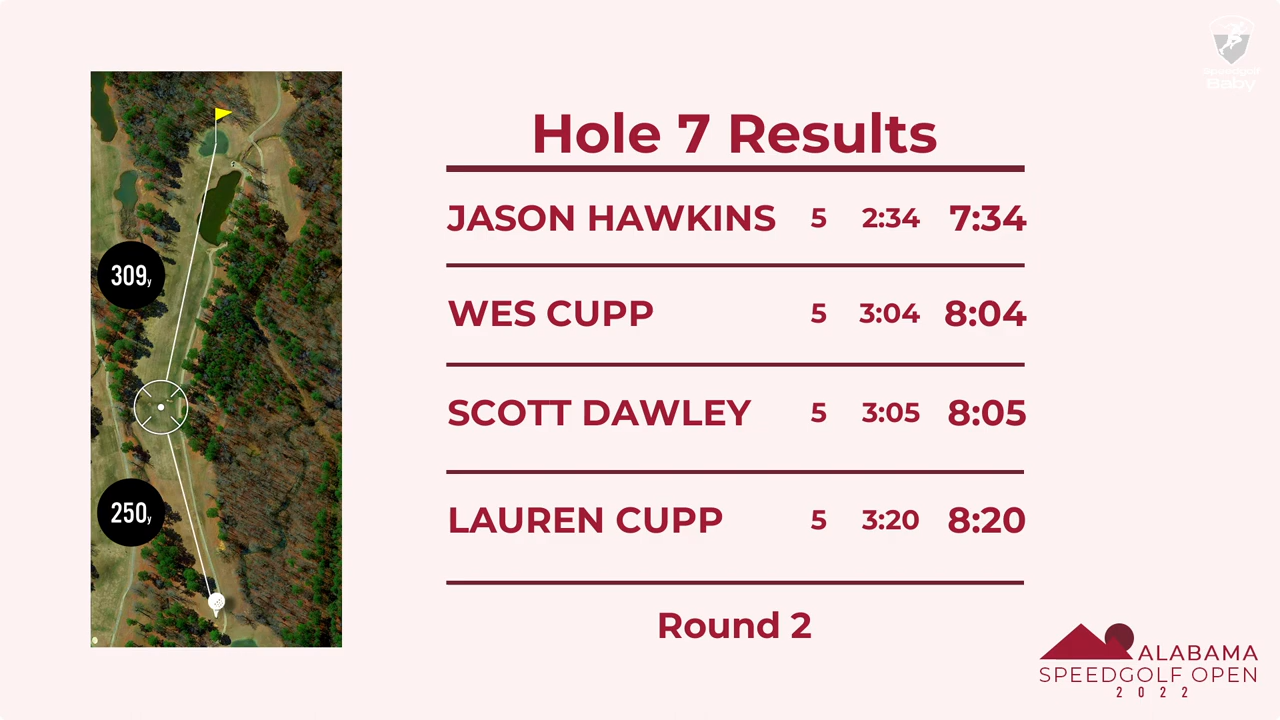 Baby
Hole 7 Results
JASON HAWKINS 5 2:34 7:34
WES CUPP 5 3:04 8:04
SCOTT DAWLEY 5 3:05 8:05
LAUREN CUPP 5 3:20 8:20
Round 2
309y
250y
ALABAMA
SPEEDGOLF OPEN
2022